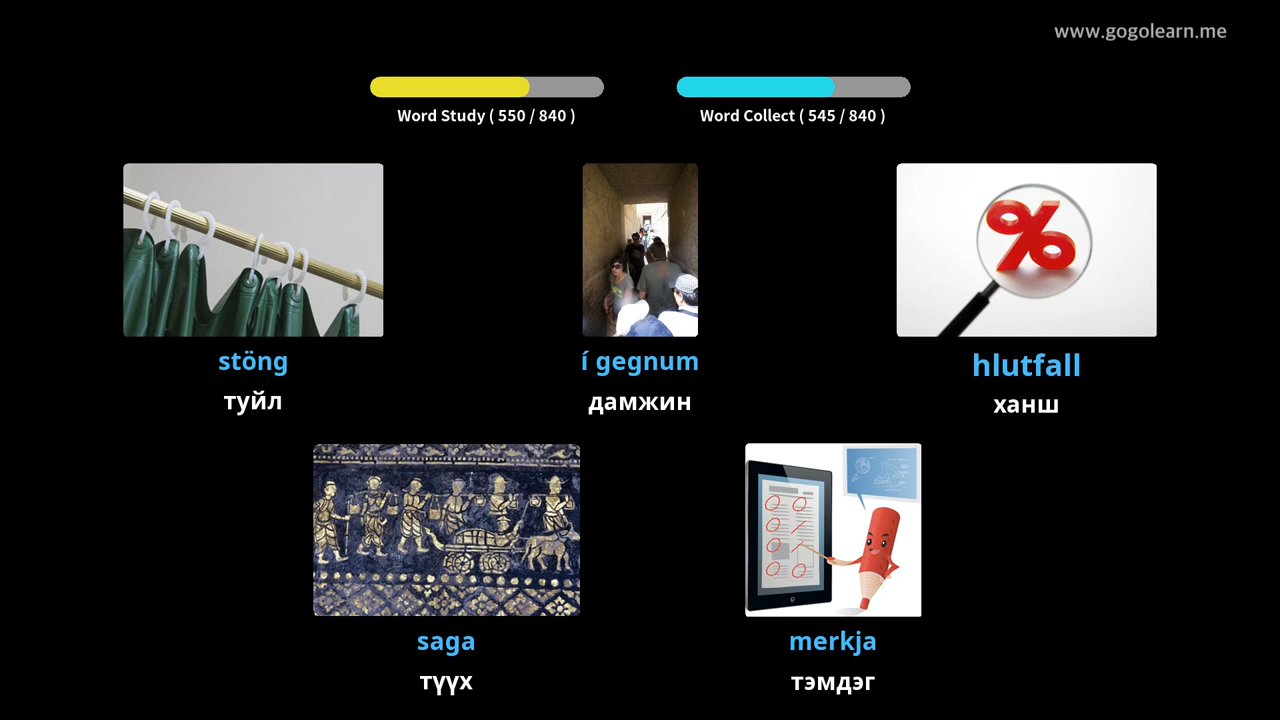 www.gogolearn.me
Word Study ( 550 / 840 )
Word Collect ( 545 / 840 )
stöng
туйл
í gegnum
дамжин
%
hlutfall
ханш
saga
түүх
merkja
тэмдэг